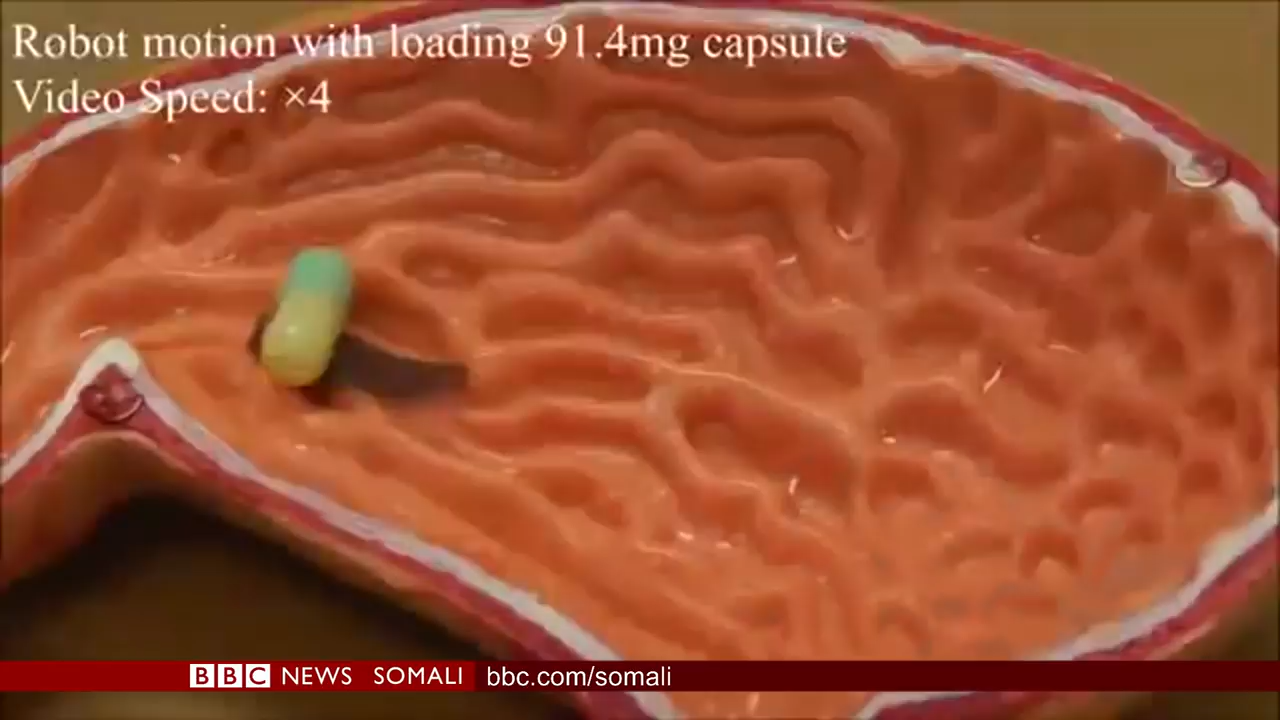 Robot motion with loading 91.4mg capsule
Video Speed: ×4
BBC NEWS SOMALI bbc.com/somali